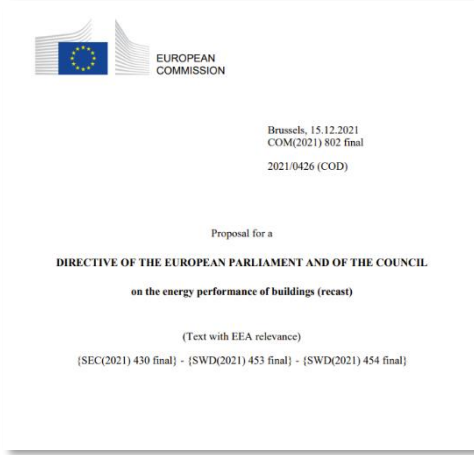 EUROPEAN
COMMISSION
Brussels, 15.12.2021
COM(2021) 802 final
2021/0426 (COD)
Proposal for a
DIRECTIVE OF THE EUROPEAN PARLIAMENT AND OF THE COUNCIL
on the energy performance of buildings (recast)
(Text with EEA relevance)
{SEC(2021) 430 final} - {SWD(2021) 453 final} - {SWD(2021) 454 final}